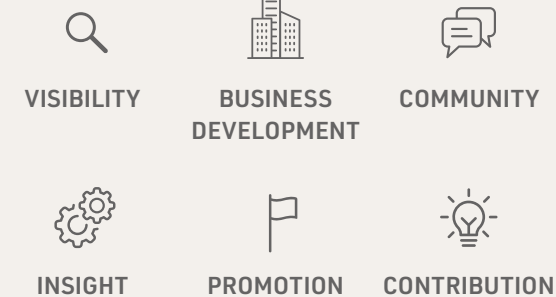 VISIBILITY
BUSINESS
DEVELOPMENT
COMMUNITY
INSIGHT
PROMOTION
CONTRIBUTION